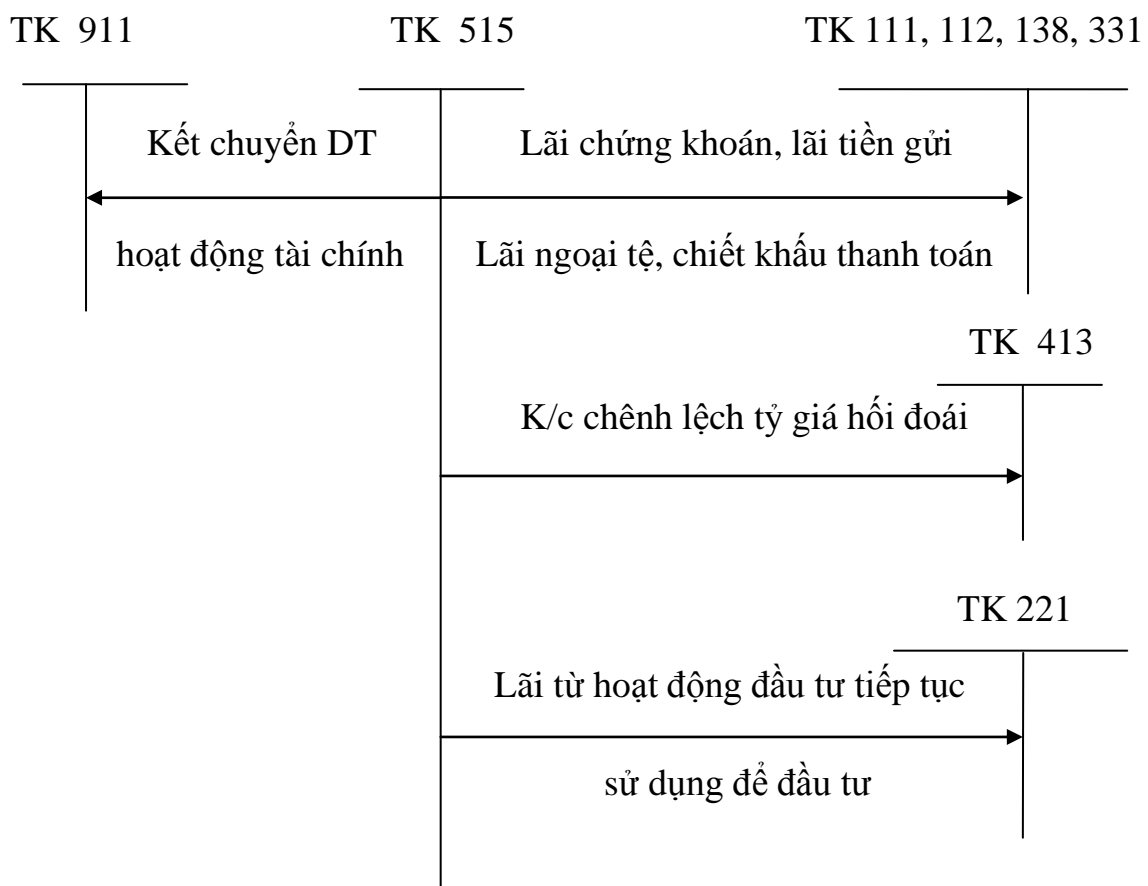 TK 911
TK 515
TK 111, 112, 138, 331
Kết chuyển DT
Lãi chứng khoán, lãi tiền gửi
hoạt động tài chính
Lãi ngoại tệ, chiết khấu thanh toán
TK 413
K/c chênh lệch tỷ giá hối đoái
TK 221
Lãi từ hoạt động đầu tư tiếp tục
sử dụng để đầu tư